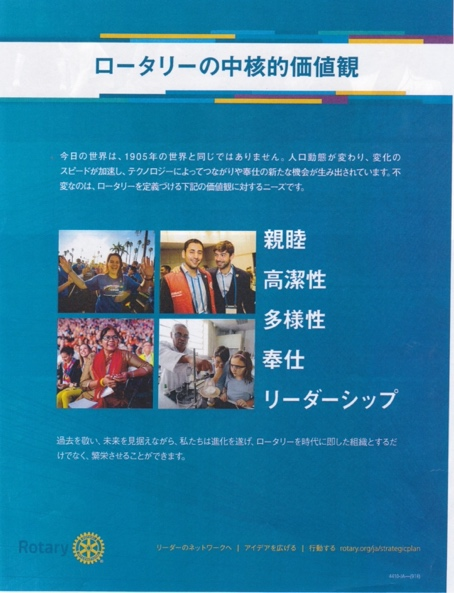 ロータリーの中核的価値観
今日の世界は、1905年の世界と同じではありません。人口動態が変わり、変化の
スピードが加速し、テクノロジーによってつながりや奉仕の新たな機会が生み出されています。不
変なのは、ロータリーを定義づける下記の価値観に対するニーズです。
親睦
高潔性
多様性
奉仕
リーダーシップ
過去を敬い、未来を見据えながら、私たちは進化を遂げ、ロータリーを時代に即した組織とするだ
けでなく、繁栄させることができます。
Rotary
リーダーのネットワークへ | アイデアを広げる | 行動する rotary.org/ja/strategicplan